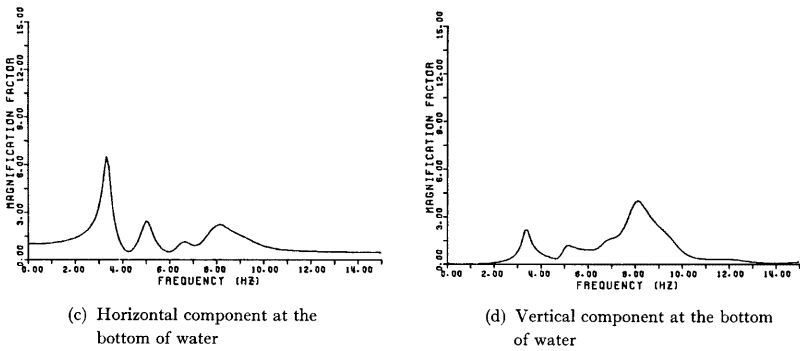 MAGNIFICATION FACTOR
15.00
12.00
9.00
6.00
3.00
.00
0.00 2.00 4.00 6.00 8.00 10.00 12.00 14.00
FREQUENCY (HZ)
(c) Horizontal component at the
bottom of water
MAGNIFICATION FACTOR
15.00
12.00
9.00
6.00
3.00
.00
0.00 2.00 4.00 6.00 8.00 10.00 12.00 14.00
FREQUENCY (HZ)
(d) Vertical component at the bottom
of water